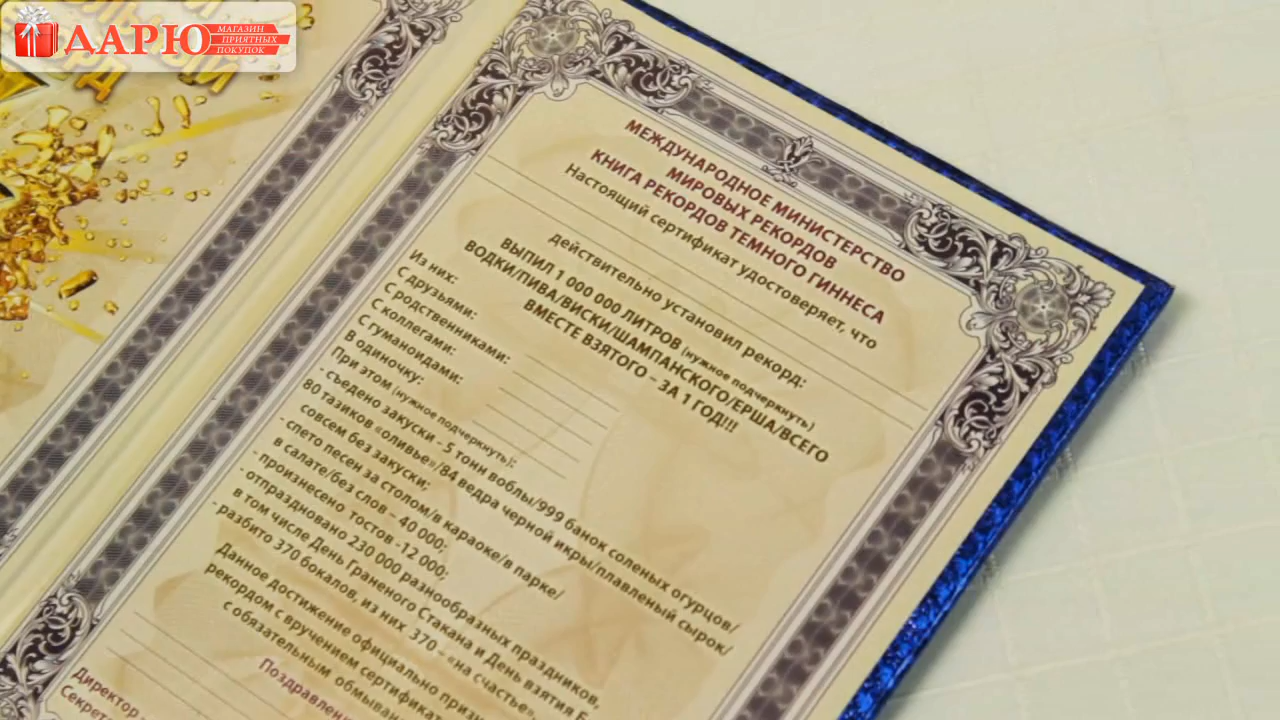 ДАРЮ
МАГАЗИН
ПРИЯТНЫХ
ПОКУПОК
МЕЖДУНАРОДНОЕ МИНИСТЕРСТВО
МИРОВЫХ РЕКОРДОВ
КНИГА РЕКОРДОВ ТЕМНОГО ГИННЕСА
Настоящий сертификат удостоверяет, что
действительно установил рекорд:
ВЫПИЛ 1 000 000 ЛИТРОВ (нужное подчеркнуть)
ВОДКИ/ПИВА/ВИСКИ/ШАМПАНСКОГО/ЕРША/ВСЕГО
ВМЕСТЕ ВЗЯТОГО – ЗА 1 ГОД!!!
Из них:
С друзьями:
С родственниками:
С коллегами:
С гуманоидами:
В одиночку:
При этом (нужное подчеркнуть):
- съедено закуски – 5 тонн воблы/999 банок соленых огурцов/
80 тазиков «оливье»/84 ведра черной икры/плавленый сырок/
совсем без закуски:
- спето песен за столом/в караоке/в парке/
в салате/без слов – 40 000;
- произнесено тостов -12 000;
- отпраздновано 230 000 разнообразных праздников,
в том числе День Граненого Стакана и День взятия
- разбито 370 бокалов, из них 370 – «на счастье»,
Данное достижение официально
рекордом с вручением
с обязательным
Директор